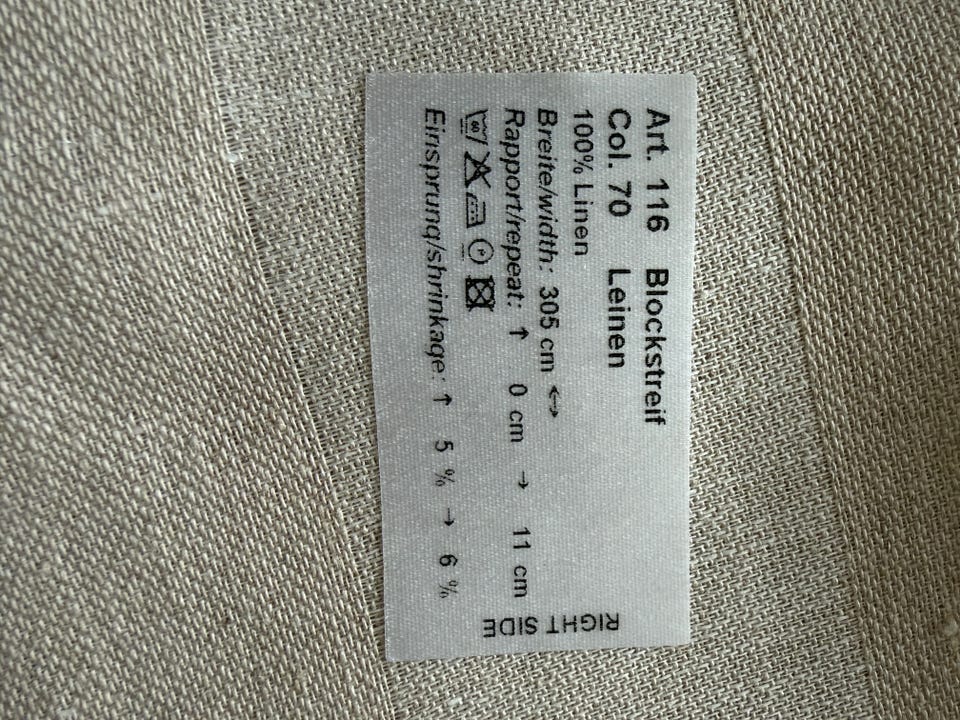 Art. 116 Blockstreif
Col. 70 Leinen
100% Linen
Breite/width: 305 cm <->
Rapport/repeat: ↑ 0 cm → 11 cm
60 P
Einsprung/shrinkage: ↑ 5 % → 6 %
RIGHT SIDE